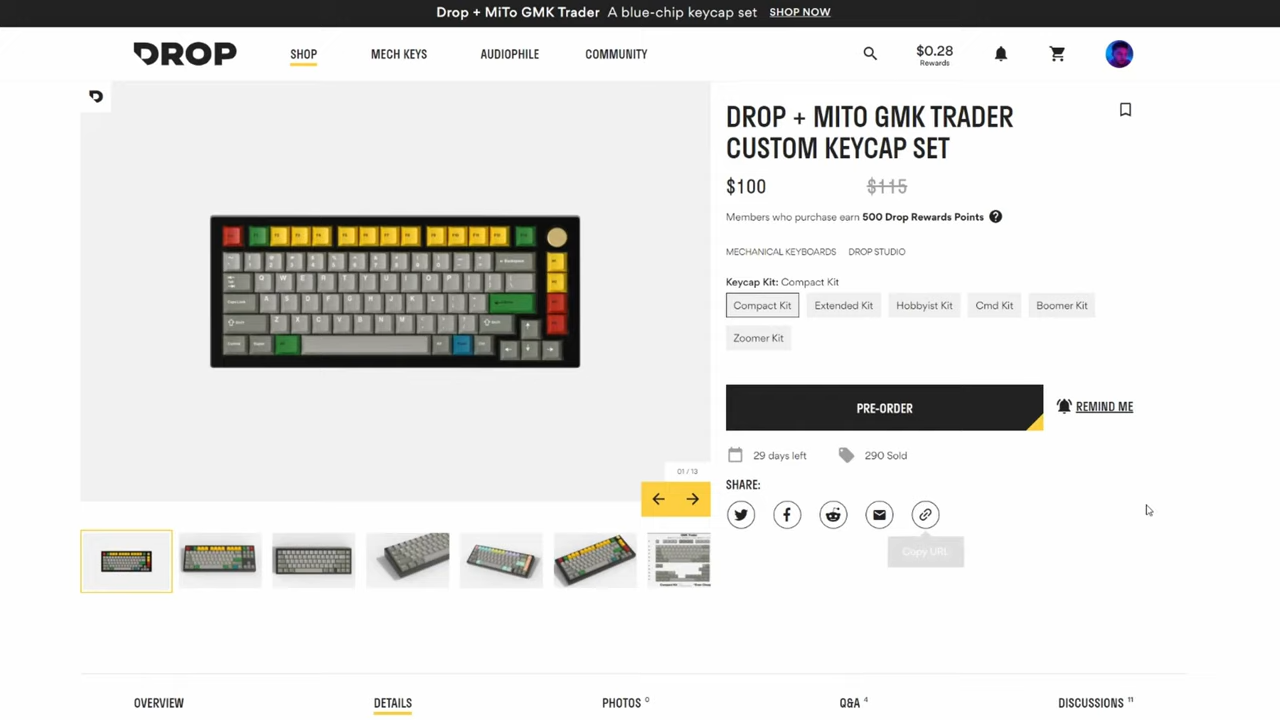 Drop + MiTo GMK Trader A blue-chip keycap set SHOP NOW
DROP SHOP MECH KEYS AUDIOPHILE COMMUNITY $0.28
Rewards
DROP + MITO GMK TRADER
CUSTOM KEYCAP SET
$100 $115
Members who purchase earn 500 Drop Rewards Points ?
MECHANICAL KEYBOARDS DROP STUDIO
Keycap Kit: Compact Kit
Compact Kit Extended Kit Hobbyist Kit Cmd Kit Boomer Kit
Zoomer Kit
PRE-ORDER REMIND ME
29 days left 290 Sold
01 / 13
SHARE:
Copy URL
OVERVIEW DETAILS PHOTOS 0 Q&A 4 DISCUSSIONS 11